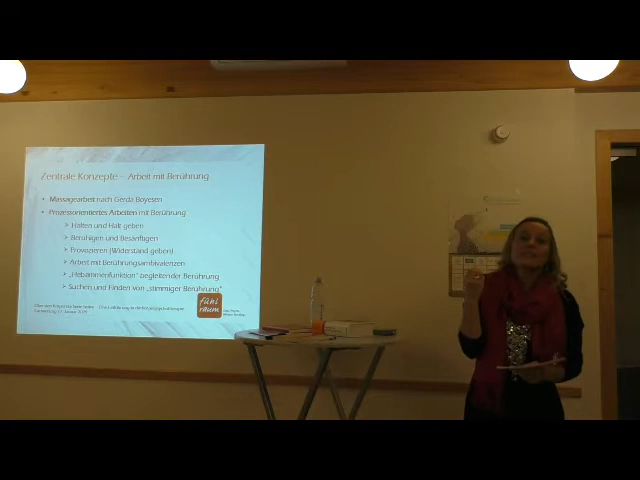 Zentrale Konzepte – Arbeit mit Berührung
• Massagearbeit nach Gerda Boyesen
• Prozessorientiertes Arbeiten mit Berührung
➢ Halten und Halt geben
➢ Beruhigen und Besänftigen
➢ Provozieren (Widerstand geben)
➢ Arbeit mit Berührungsambivalenzen
➢ „Hebammenfunktion" begleitender Berührung
➢ Suchen und Finden von „stimmiger Berührung"
fühl
raum